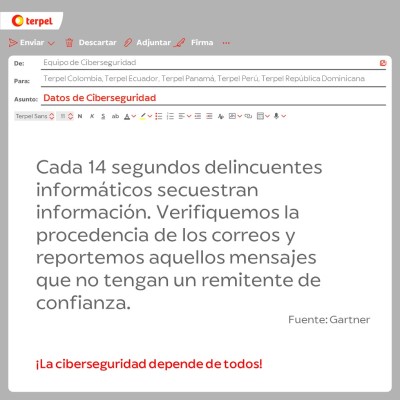 terpel
Enviar Descartar Adjuntar Firma ...
De: Equipo de Ciberseguridad
Para: Terpel Colombia, Terpel Ecuador, Terpel Panamá, Terpel Perú, Terpel República Dominicana
Asunto: Datos de Ciberseguridad
Terpel Sans 15 N K S ab A
Cada 14 segundos delincuentes
informáticos secuestran
información. Verifiquemos la
procedencia de los correos y
reportemos aquellos mensajes
que no tengan un remitente de
confianza.
Fuente: Gartner
¡La ciberseguridad depende de todos!